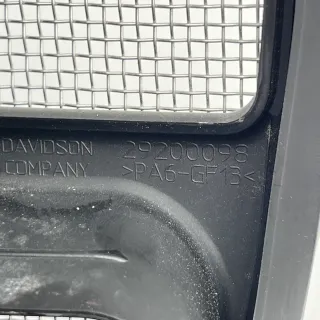 DAVIDSON 29200098
COMPANY >PA6-GF13<